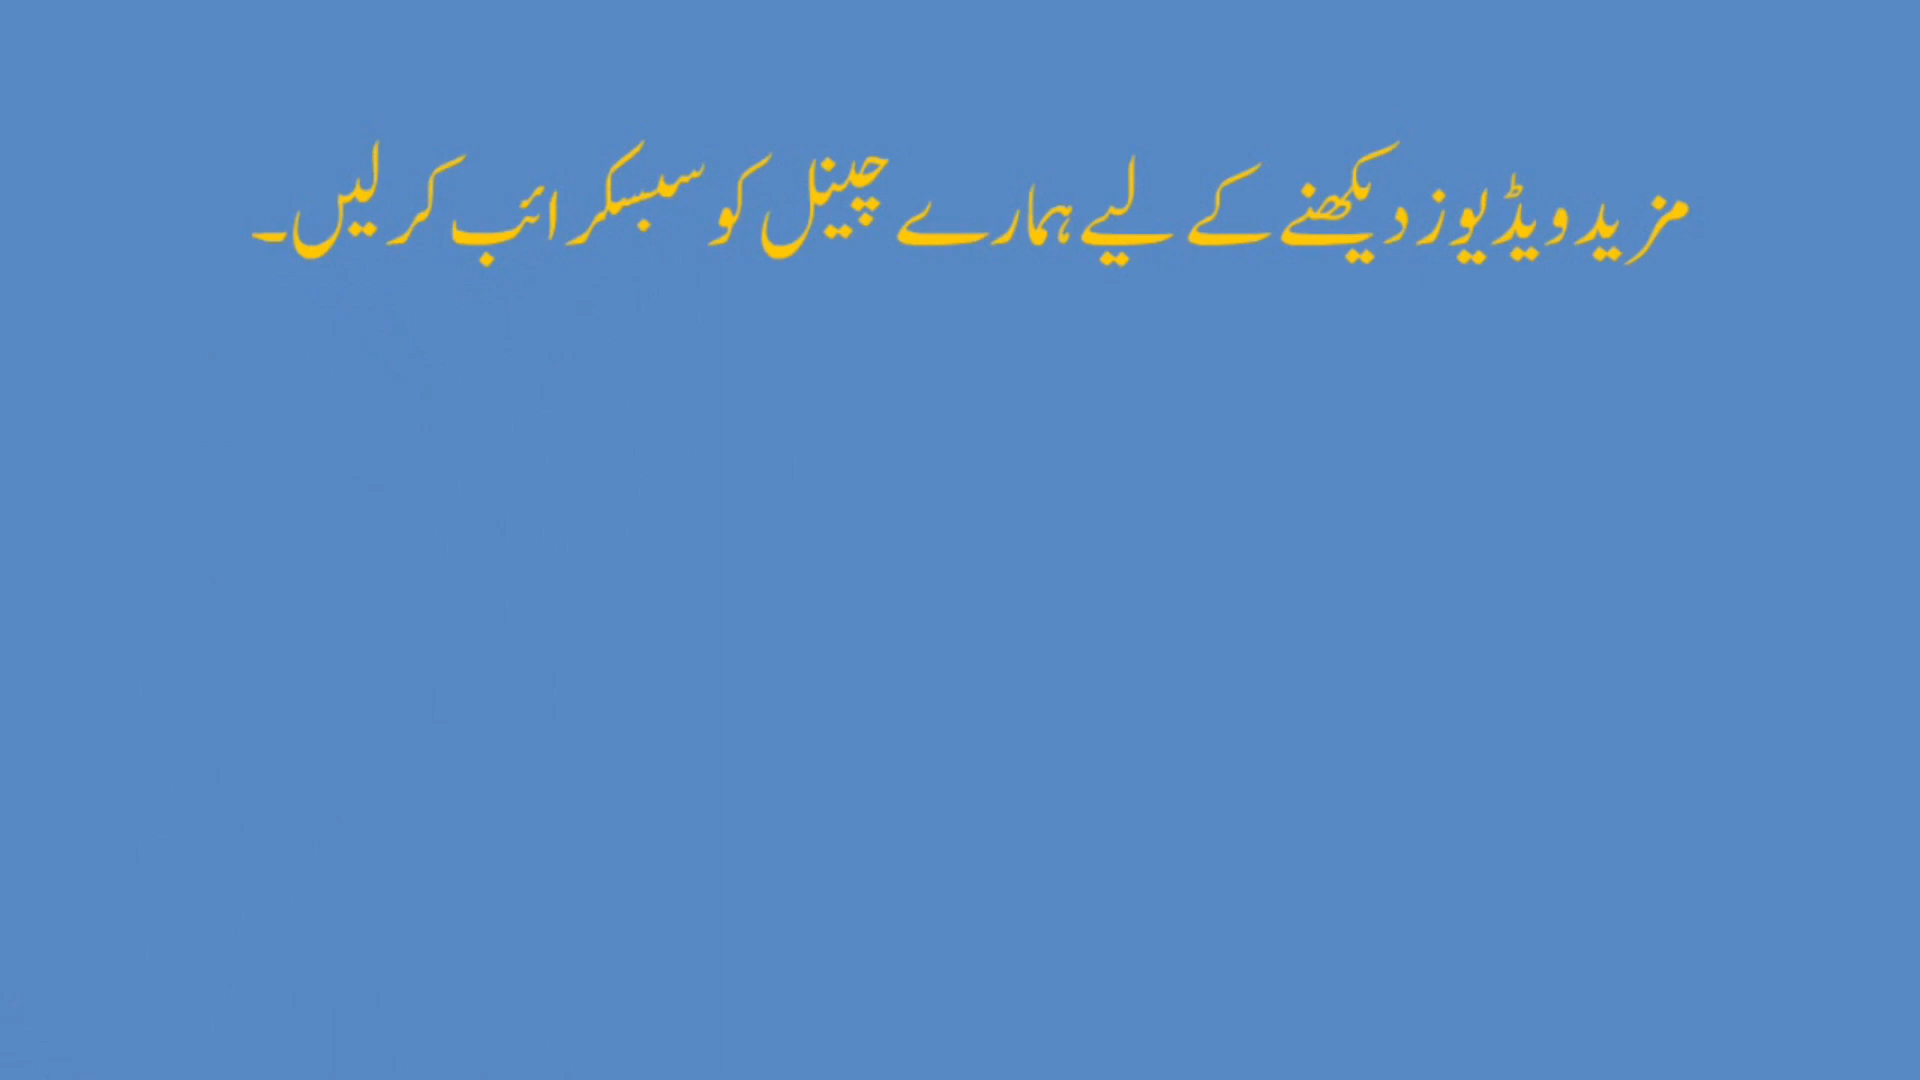 مزید ویڈیوز دیکھنے کے لیے ہمارے چینل کو سبسکرائب کر لیں۔